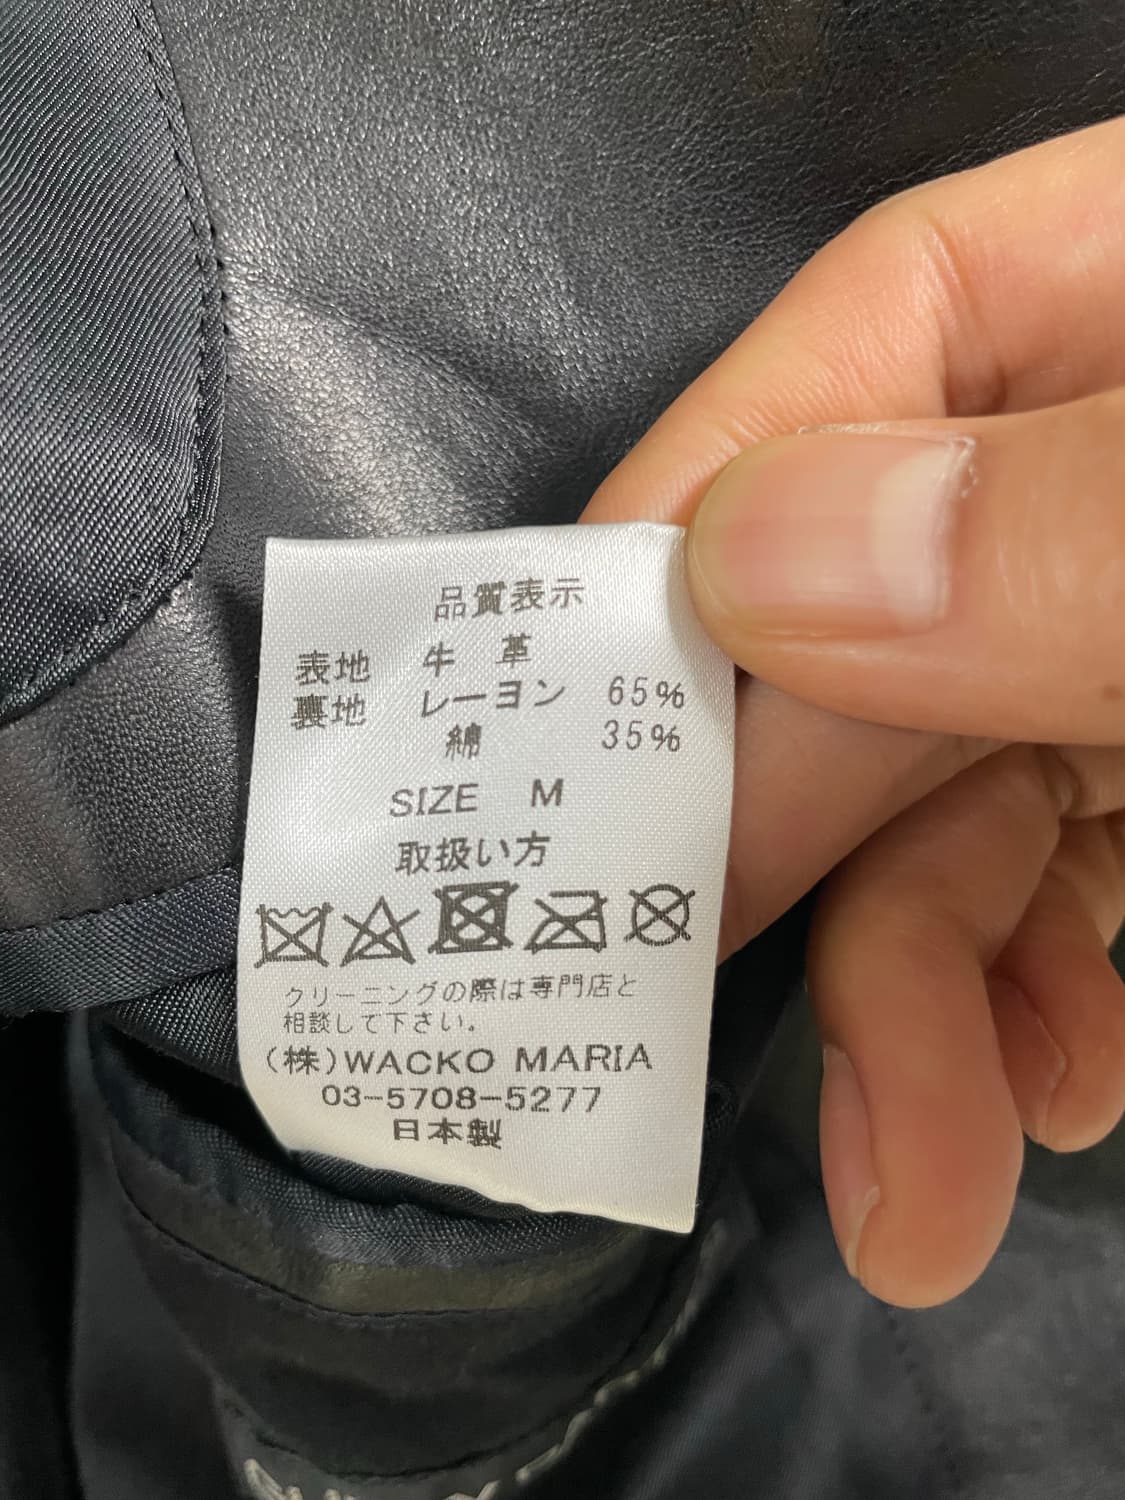 品質表示
表地 牛 革
裏地 レーヨン 65%
綿 35%
SIZE M
取扱い方
クリーニングの際は専門店と
相談して下さい。
(株)WACKO MARIA
03-5708-5277
日本製